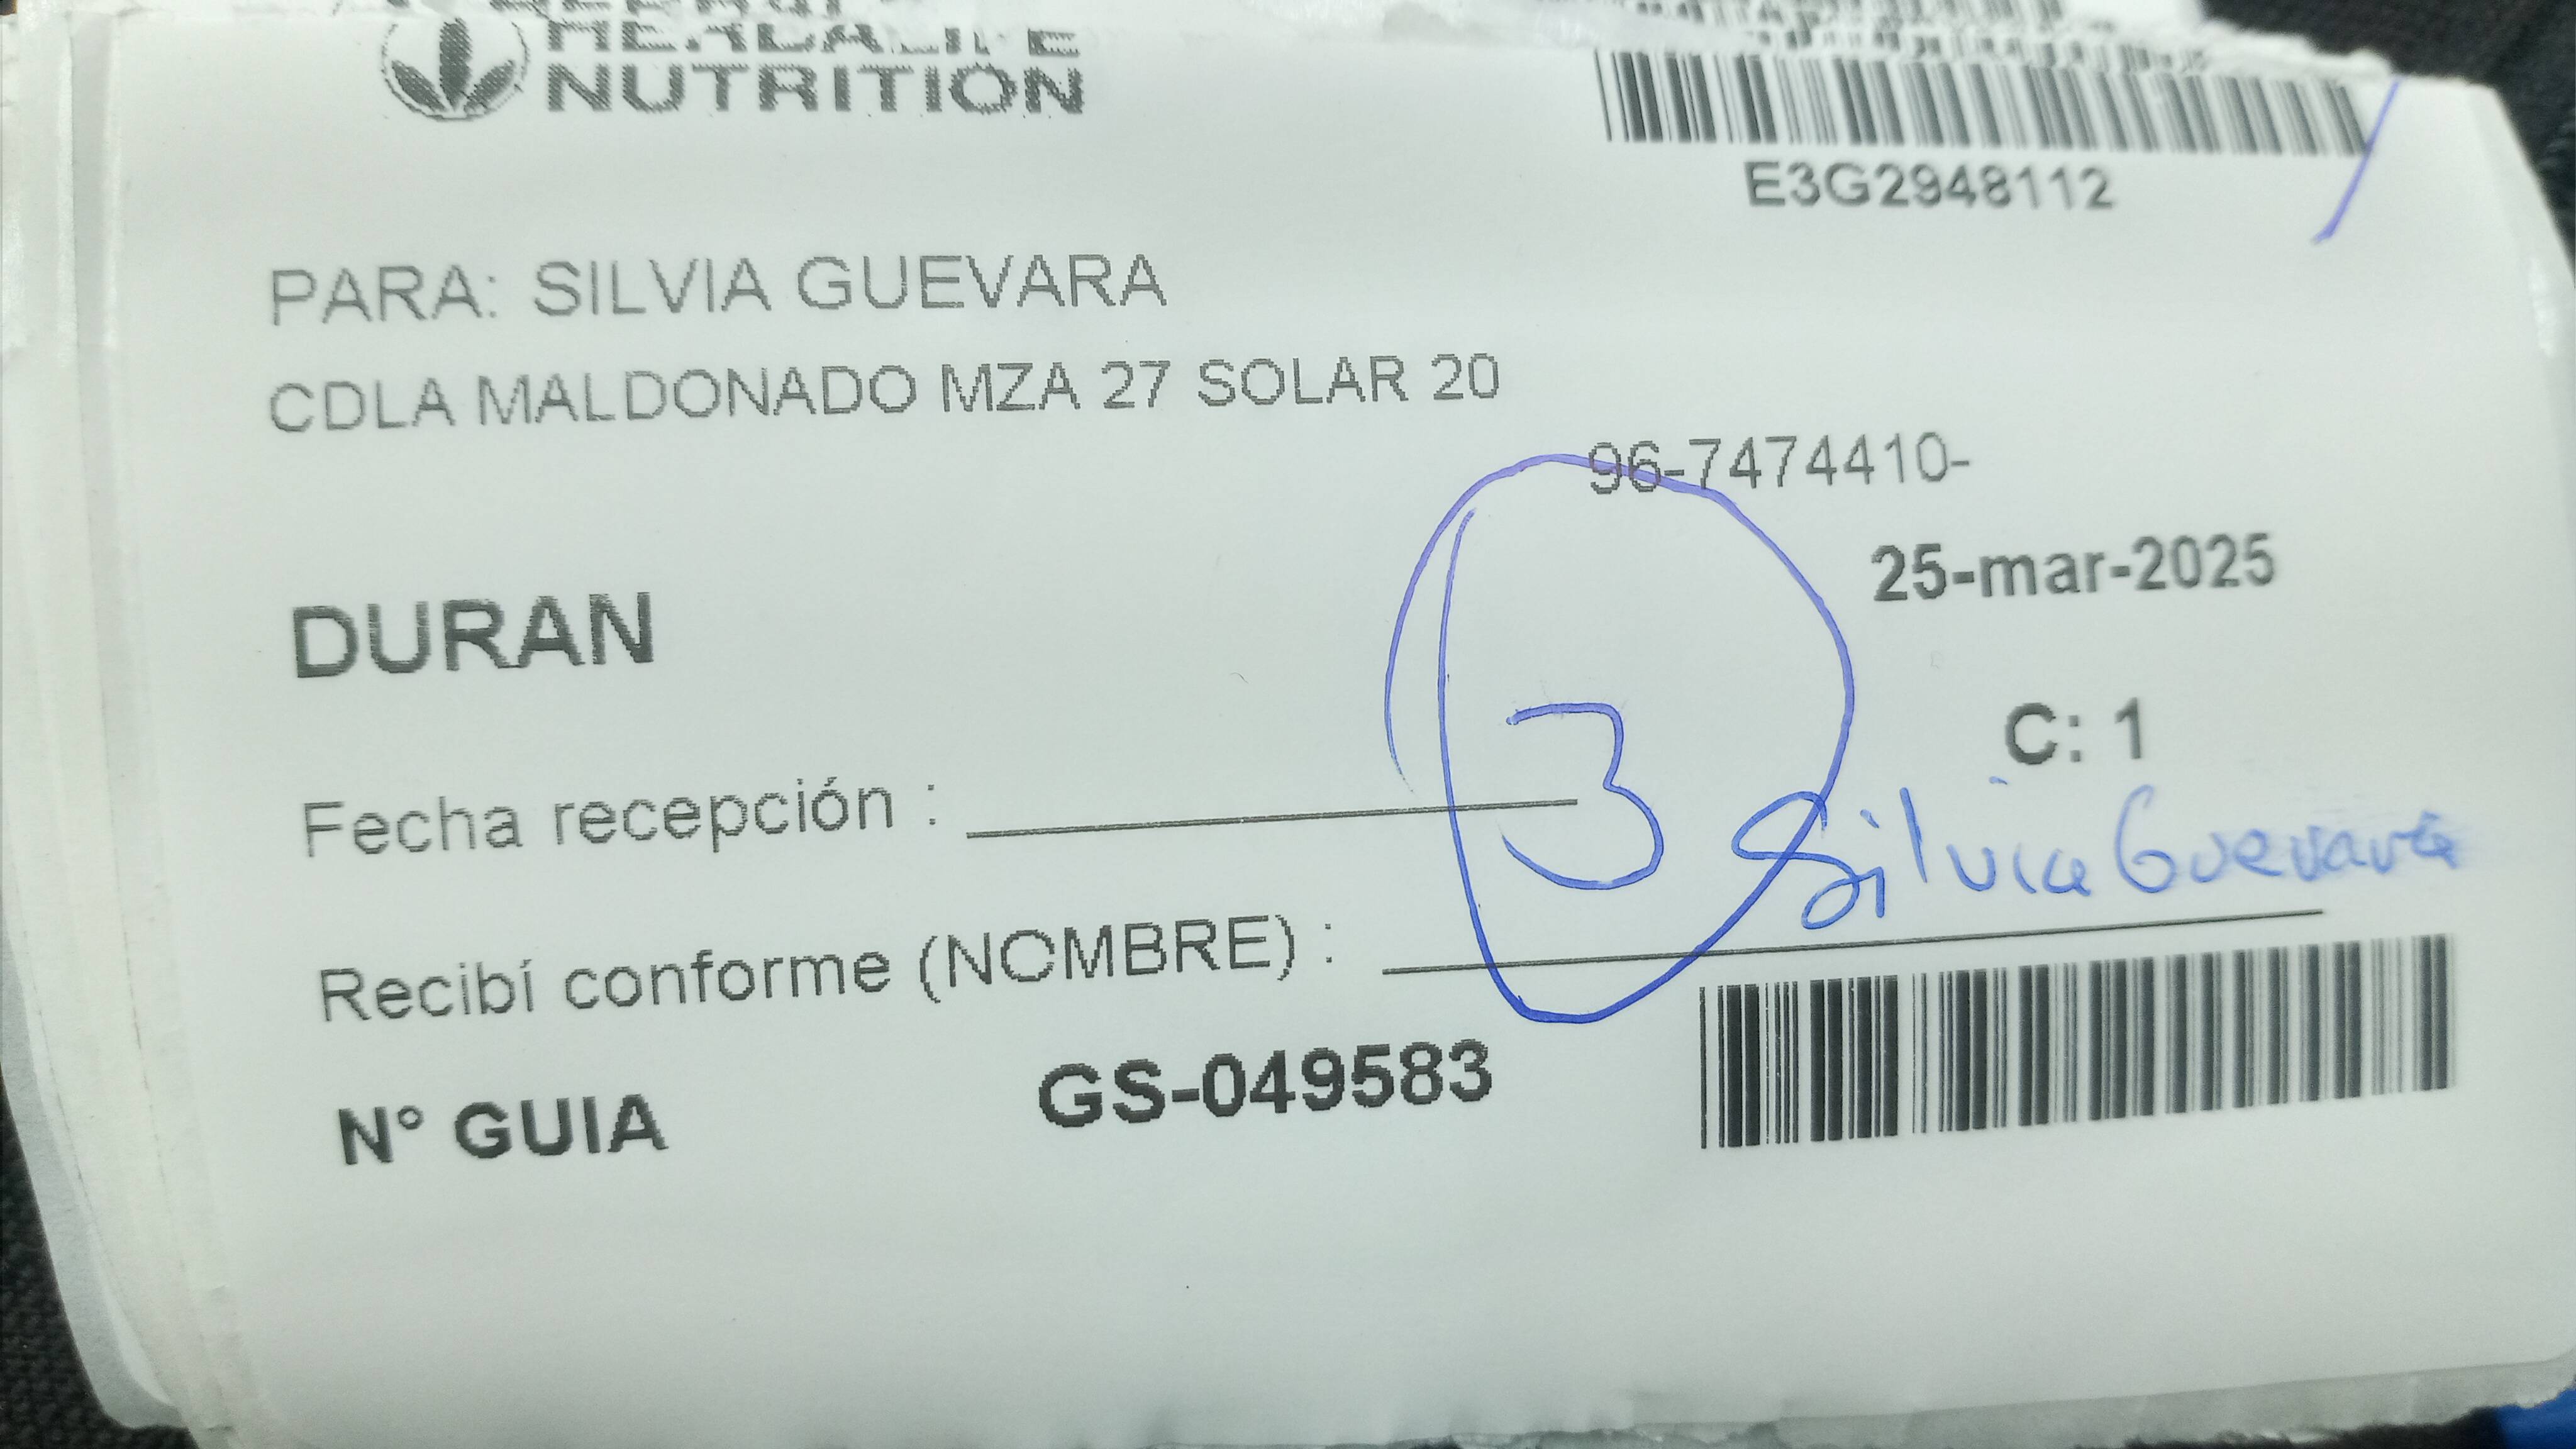 HERBALIFE
NUTRITION
E3G2948112
PARA: SILVIA GUEVARA
CDLA MALDONADO MZA 27 SOLAR 20
96-7474410-
25-mar-2025
DURAN
C: 1
3
Fecha recepción :
Silvia Guevara
Recibí conforme (NOMBRE) :
N° GUIA GS-049583